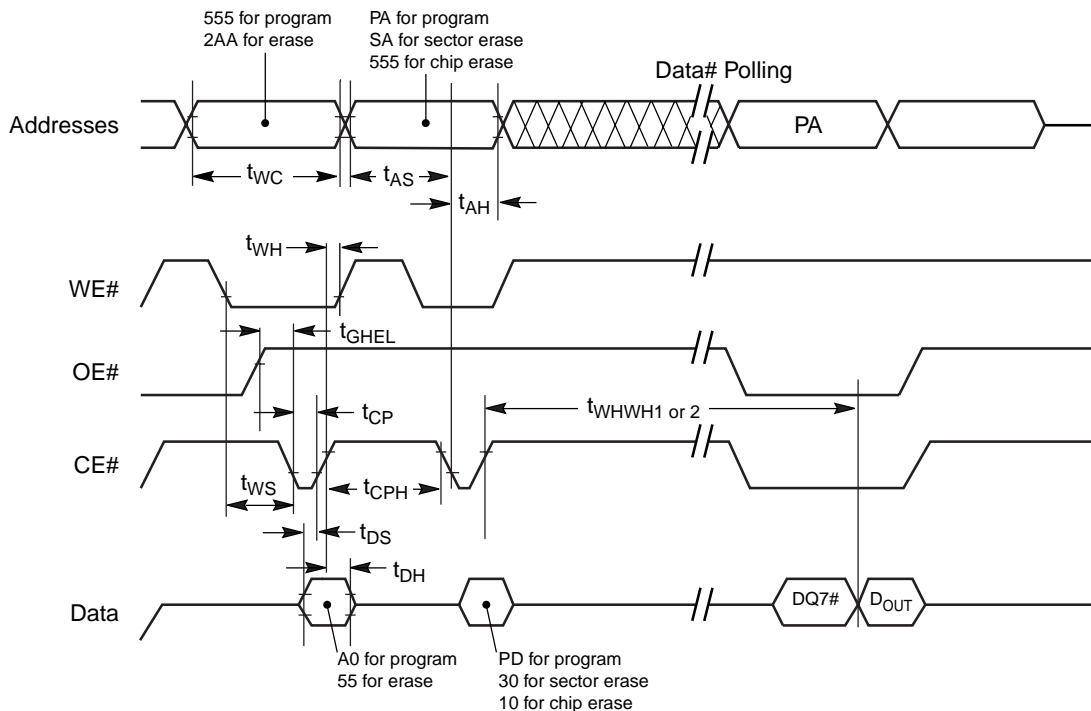 555 for program
2AA for erase
PA for program
SA for sector erase
555 for chip erase
Data# Polling
Addresses
PA
tWC
tAS
tAH
tWH
WE#
tGHEL
OE#
tCP
tWHWH1 or 2
CE#
tWS
tCPH
tDS
tDH
Data
DQ7#
DOUT
A0 for program
55 for erase
PD for program
30 for sector erase
10 for chip erase